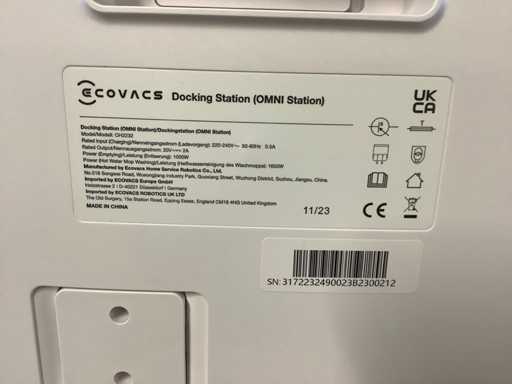 ECOVACS Docking Station (OMNI Station)
UK
CA
Docking Station (OMNI Station)/Dockingstation (OMNI Station)
Model/Modell: CH2232
Rated Input (Charging)/Nenneingangsstrom (Ladevorgang): 220-240V~ 50-60Hz 0.5A
Rated Output/Nennausgangsstrom: 20V⎓ 2A
Power (Emptying)/Leistung (Entleerung): 1000W
Power (Hot Water Mop Washing)/Leistung (Heißwasserreinigung des Wischmopps): 1600W
Manufactured by Ecovacs Home Service Robotics Co., Ltd.
No.518 Songwei Road, Wusongjiang Industry Park, Guoxiang Street, Wuzhong District, Suzhou, Jiangsu, China.
Imported by ECOVACS Europe GmbH
Holzstrasse 2 | D-40221 Düsseldorf | Germany
Imported by ECOVACS ROBOTICS UK LTD
The Old Surgery, 15a Station Road, Epping Essex, England CM16 4HG United Kingdom
MADE IN CHINA
11/23
CE
SN: 3172232490023B2300212